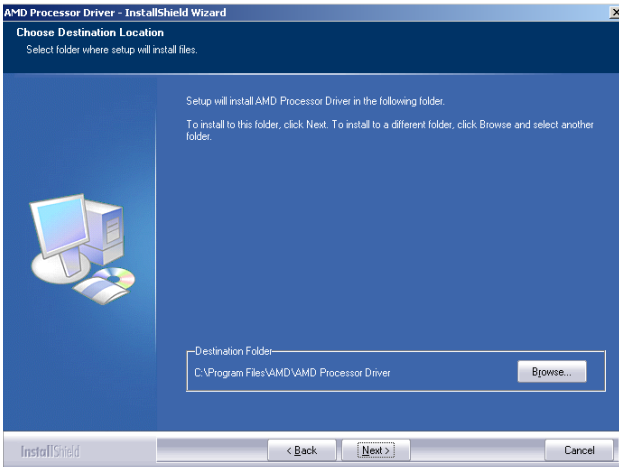 AMD Processor Driver - InstallShield Wizard
Choose Destination Location
Select folder where setup will install files.
Setup will install AMD Processor Driver in the following folder.
To install to this folder, click Next. To install to a different folder, click Browse and select another
folder.
Destination Folder
C:\Program Files\AMD\AMD Processor Driver
Browse...
InstallShield
< Back
Next >
Cancel